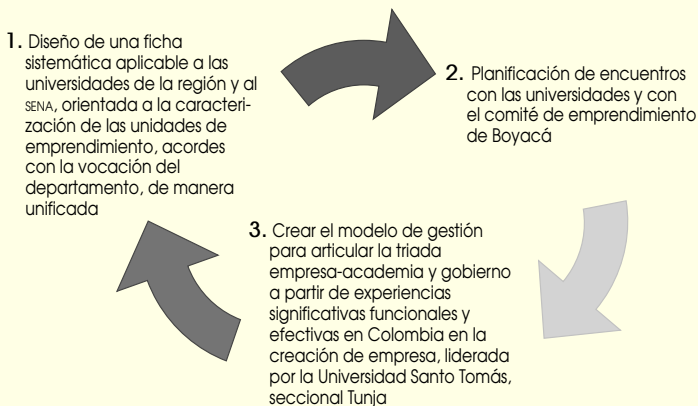 1. Diseño de una ficha
sistemática aplicable a las
universidades de la región y al
SENA, orientada a la caracteri-
zación de las unidades de
emprendimiento, acordes
con la vocación del
departamento, de manera
unificada
2. Planificación de encuentros
con las universidades y con
el comité de emprendimiento
de Boyacá
3. Crear el modelo de gestión
para articular la triada
empresa-academia y gobierno
a partir de experiencias
significativas funcionales y
efectivas en Colombia en la
creación de empresa, liderada
por la Universidad Santo Tomás,
seccional Tunja